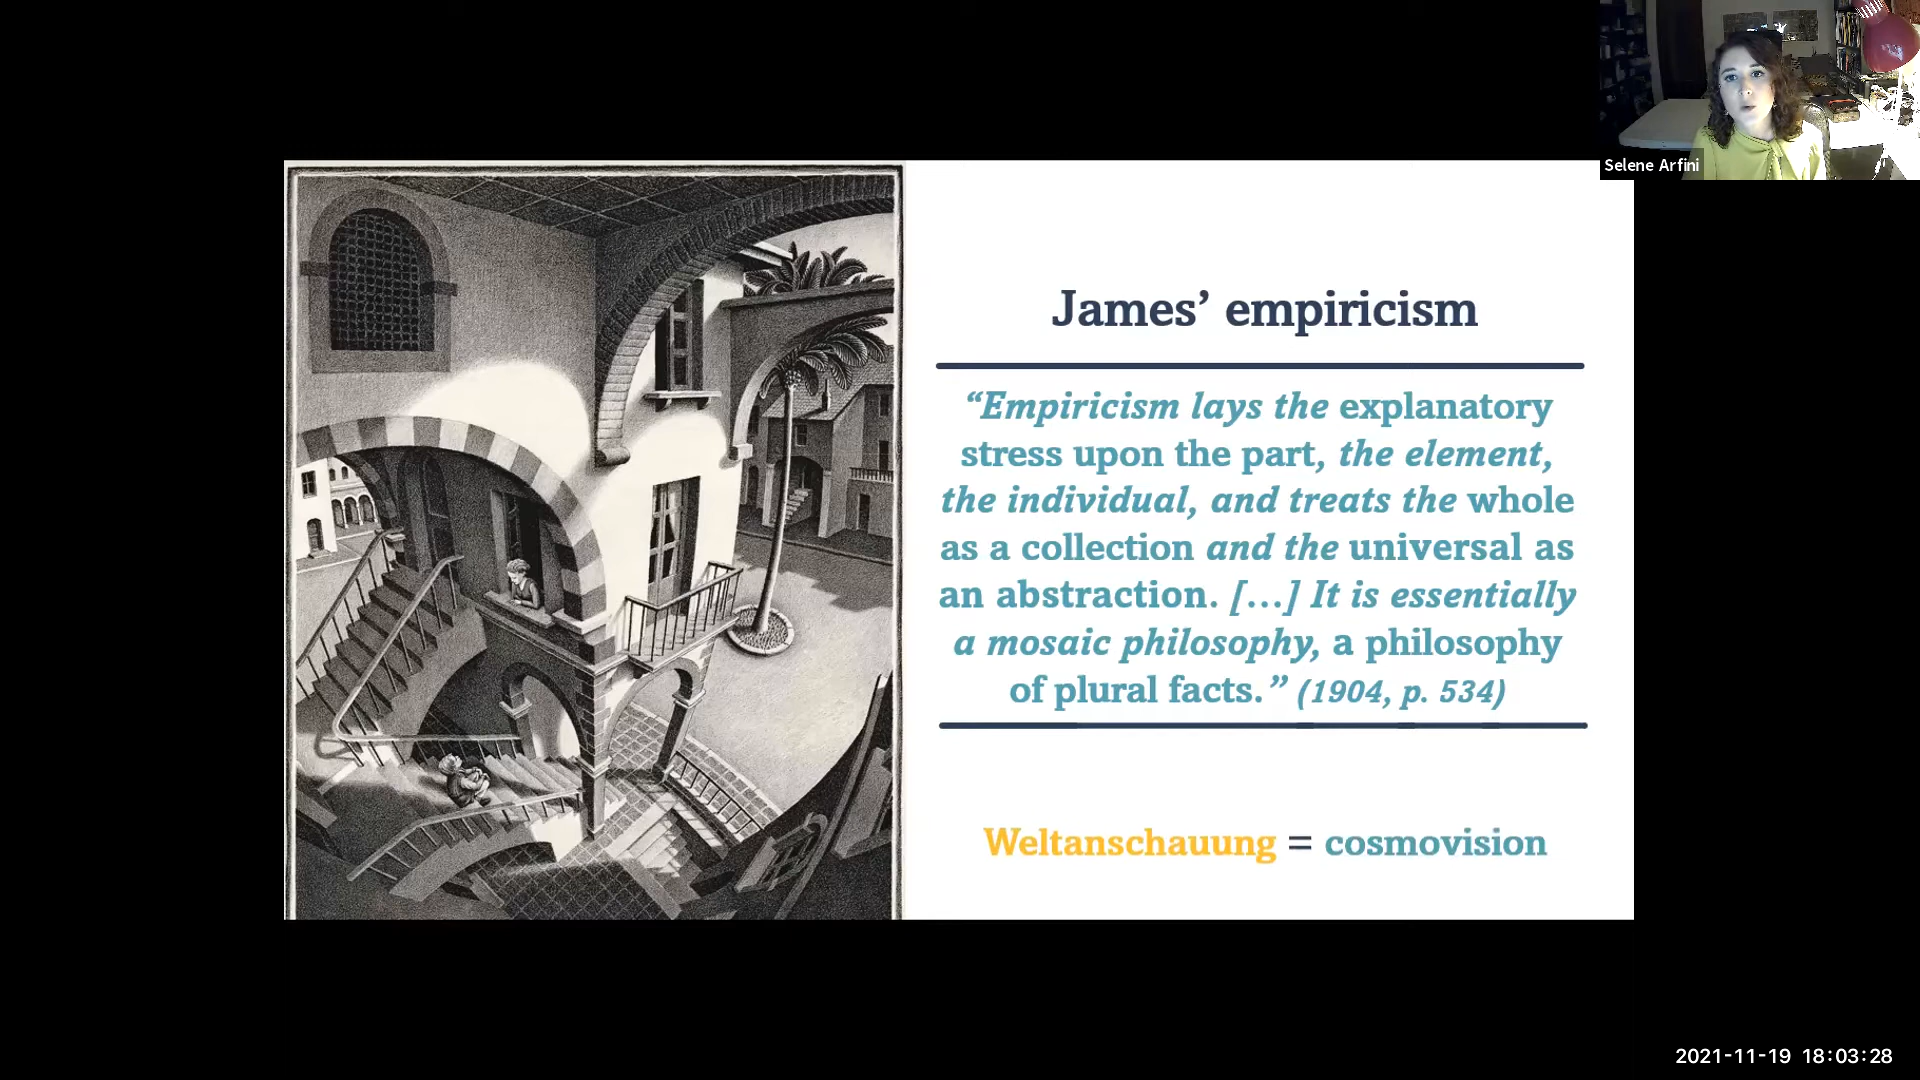 Selene Arfini
James’ empiricism
“Empiricism lays the explanatory
stress upon the part, the element,
the individual, and treats the whole
as a collection and the universal as
an abstraction. [...] It is essentially
a mosaic philosophy, a philosophy
of plural facts.” (1904, p. 534)
Weltanschauung = cosmovision
2021-11-19 18:03:28